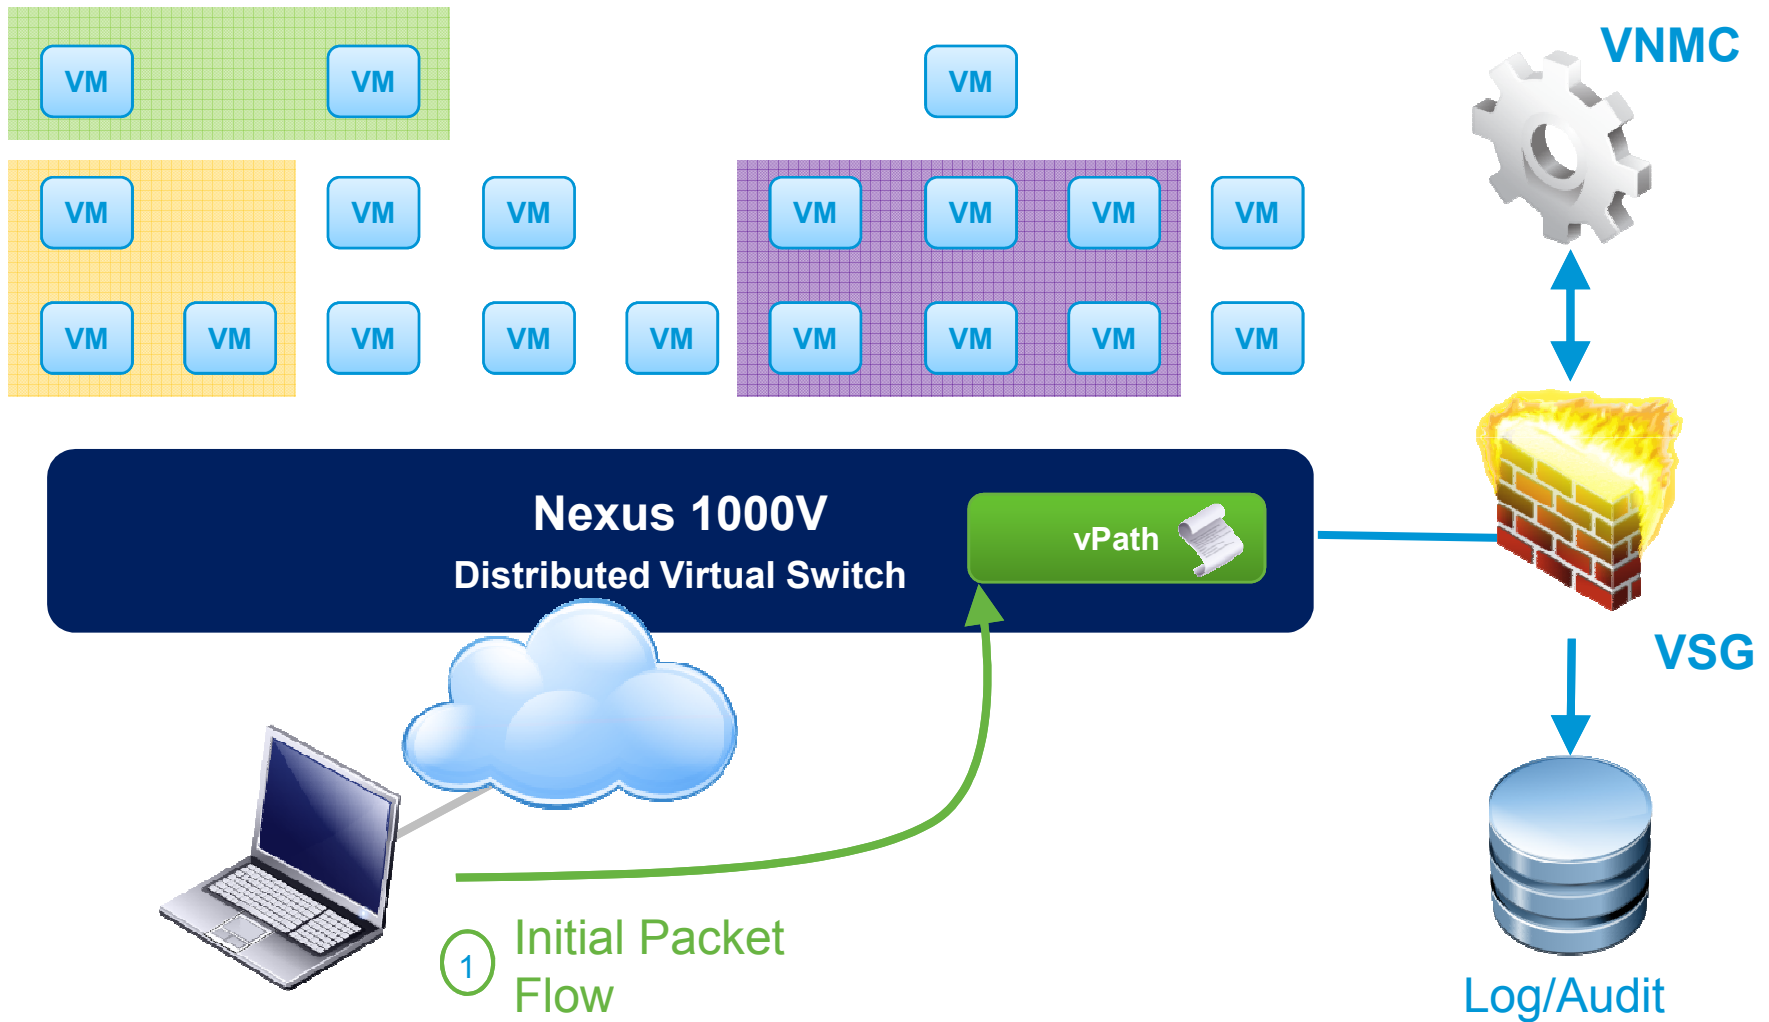 VM VM VM
VNMC
VM VM VM VM VM VM VM
VM VM VM VM VM VM VM VM VM
Nexus 1000V
Distributed Virtual Switch
vPath
VSG
1
Initial Packet
Flow
Log/Audit